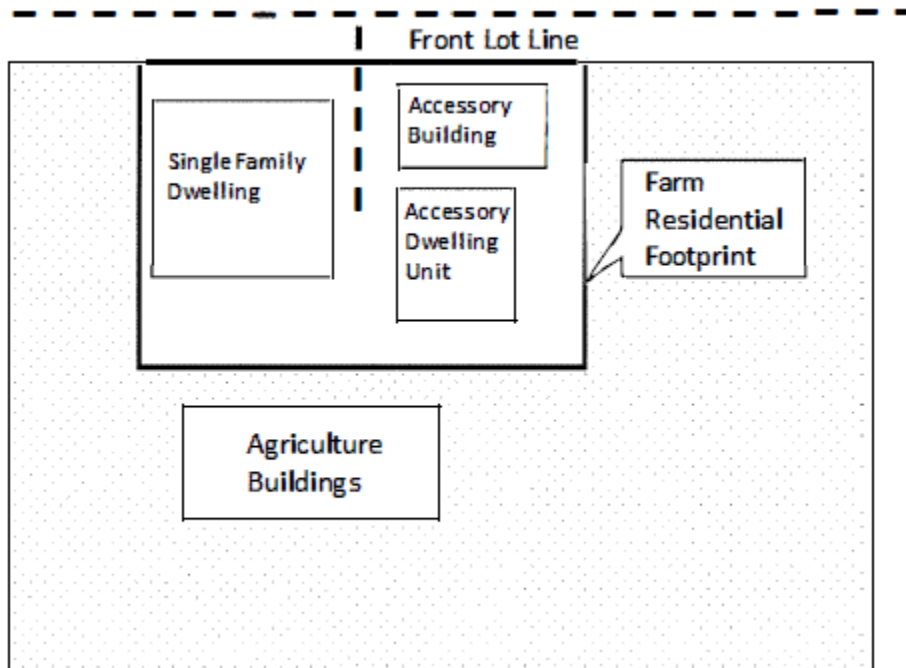 Front Lot Line
Single Family
Dwelling
Accessory
Building
Accessory
Dwelling
Unit
Farm
Residential
Footprint
Agriculture
Buildings